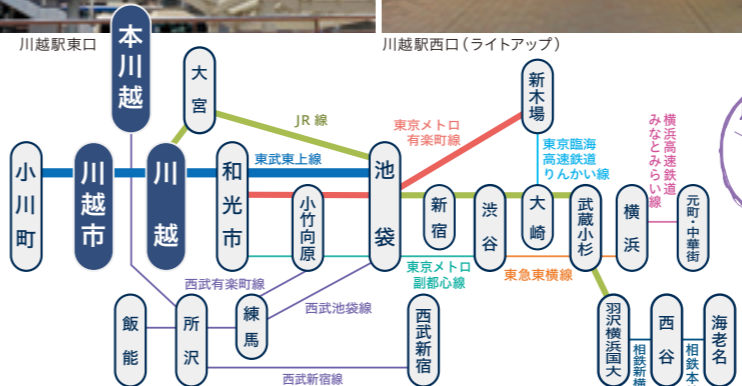 川越駅東口
川越駅西口（ライトアップ）
本川越
大宮
新木場
JR 線
東京メトロ
有楽町線
東京臨海
高速鉄道
りんかい線
横浜高速鉄道
みなとみらい線
東武東上線
小川町
川越市
川越
和光市
小竹向原
池袋
新宿
渋谷
大崎
武蔵小杉
横浜
元町・中華街
西武有楽町線
東京メトロ
副都心線
東急東横線
西武池袋線
飯能
所沢
練馬
西武新宿
羽沢横浜国大
西谷
海老名
相鉄新横
相鉄本
西武新宿線